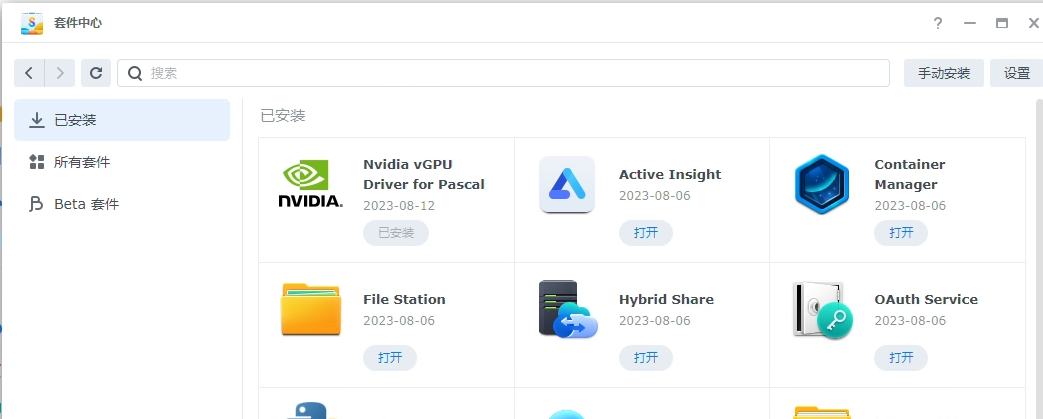 套件中心
搜索
手动安装
设置
已安装
所有套件
Beta 套件
已安装
NVIDIA.
Nvidia vGPU
Driver for Pascal
2023-08-12
已安装
Active Insight
2023-08-06
打开
Container
Manager
2023-08-06
打开
File Station
2023-08-06
打开
Hybrid Share
2023-08-06
打开
OAuth Service
2023-08-06
打开